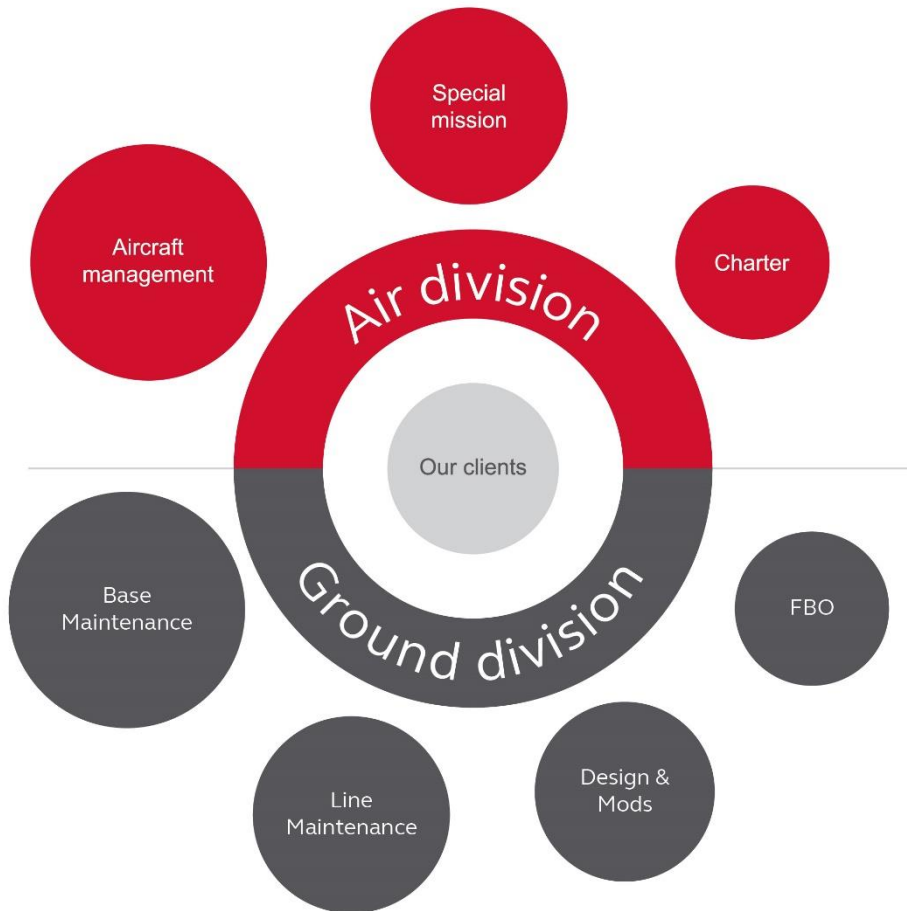 Special
mission
Aircraft
management
Charter
Air division
Our clients
Ground division
Base
Maintenance
FBO
Line
Maintenance
Design &
Mods